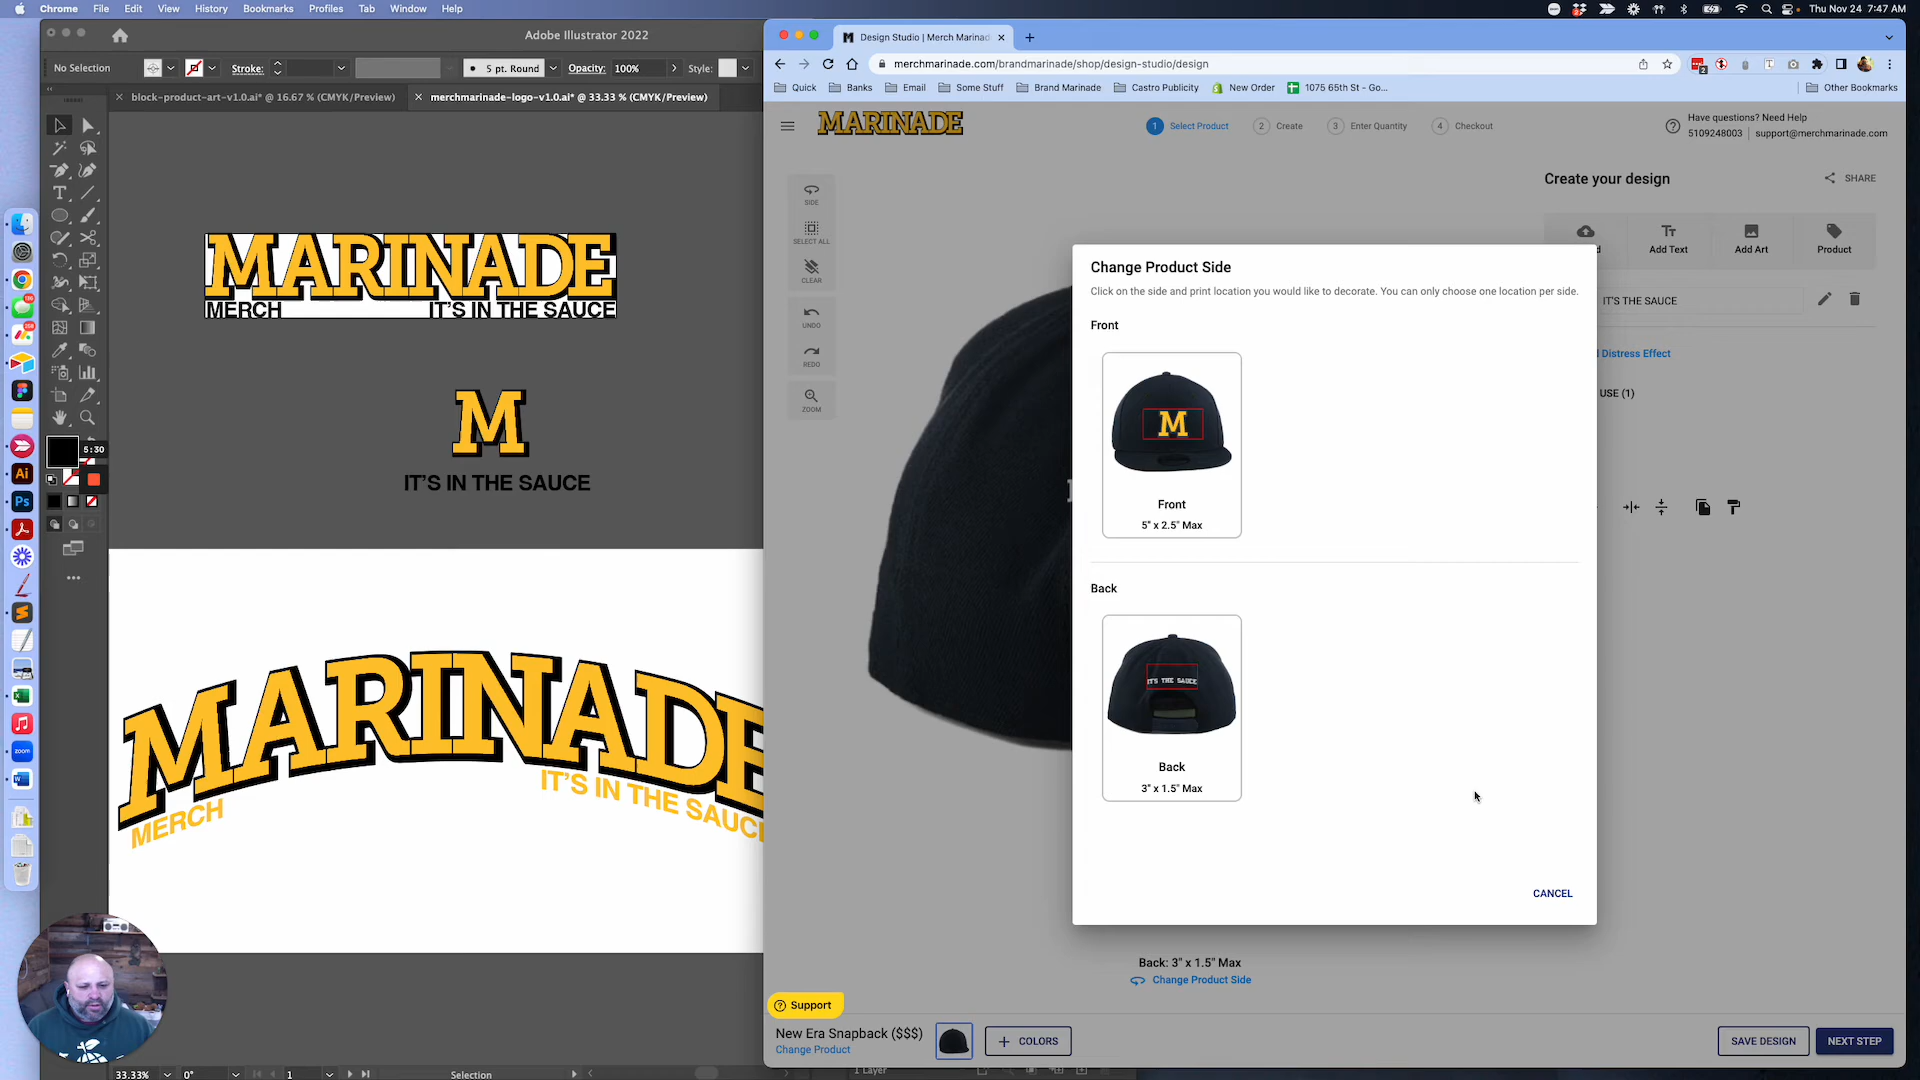 Chrome File Edit View History Bookmarks Profiles Tab Window Help
Thu Nov 24 7:47 AM
Adobe Illustrator 2022
No Selection
Stroke:
5 pt. Round
Opacity: 100%
Style:
block-product-art-v1.0.ai* @ 16.67 % (CMYK/Preview)
merchmarinade-logo-v1.0.ai* @ 33.33 % (CMYK/Preview)
MARINADE
MERCH IT'S IN THE SAUCE
M
IT'S IN THE SAUCE
MARINADE
MERCH IT'S IN THE SAUC
5:30
33.33% 0° 1 Selection
Design Studio | Merch Marinad
merchmarinade.com/brandmarinade/shop/design-studio/design
Quick Banks Email Some Stuff Brand Marinade Castro Publicity New Order 1075 65th St - Go... Other Bookmarks
MARINADE
1 Select Product 2 Create 3 Enter Quantity 4 Checkout
Have questions? Need Help
5109248003 support@merchmarinade.com
SIDE
SELECT ALL
CLEAR
UNDO
REDO
ZOOM
Create your design
SHARE
Add Text Add Art Product
IT'S THE SAUCE
Distress Effect
USE (1)
Change Product Side
Click on the side and print location you would like to decorate. You can only choose one location per side.
Front
M
Front
5" x 2.5" Max
Back
IT'S THE SAUCE
Back
3" x 1.5" Max
CANCEL
Back: 3" x 1.5" Max
Change Product Side
Support
New Era Snapback ($$$)
Change Product
COLORS
SAVE DESIGN
NEXT STEP
1 Layer